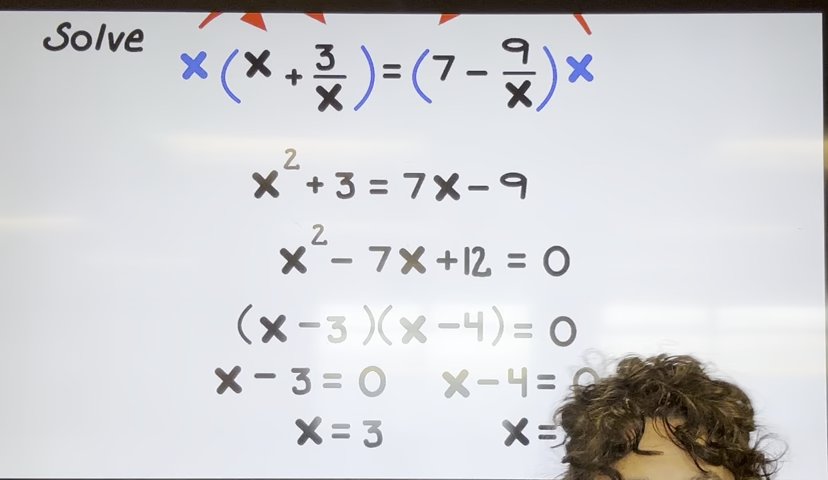 Solve
x(x + 3/x) = (7 - 9/x)x
x² + 3 = 7x - 9
x² - 7x + 12 = 0
(x - 3)(x - 4) = 0
x - 3 = 0 x - 4 = 0
x = 3 x =